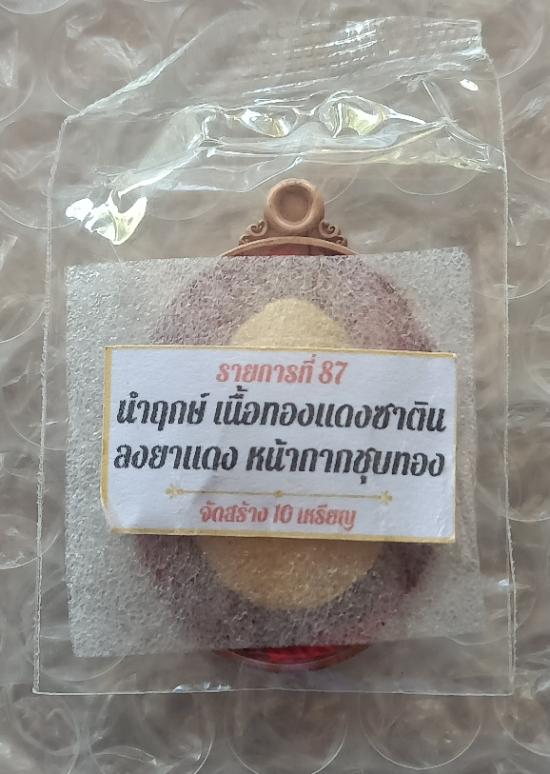 รายการที่ 87
นำฤกษ์ เนื้อทองแดงซาติน
ลงยาแดง หน้ากากชุบทอง
จัดสร้าง 10 เหรียญ